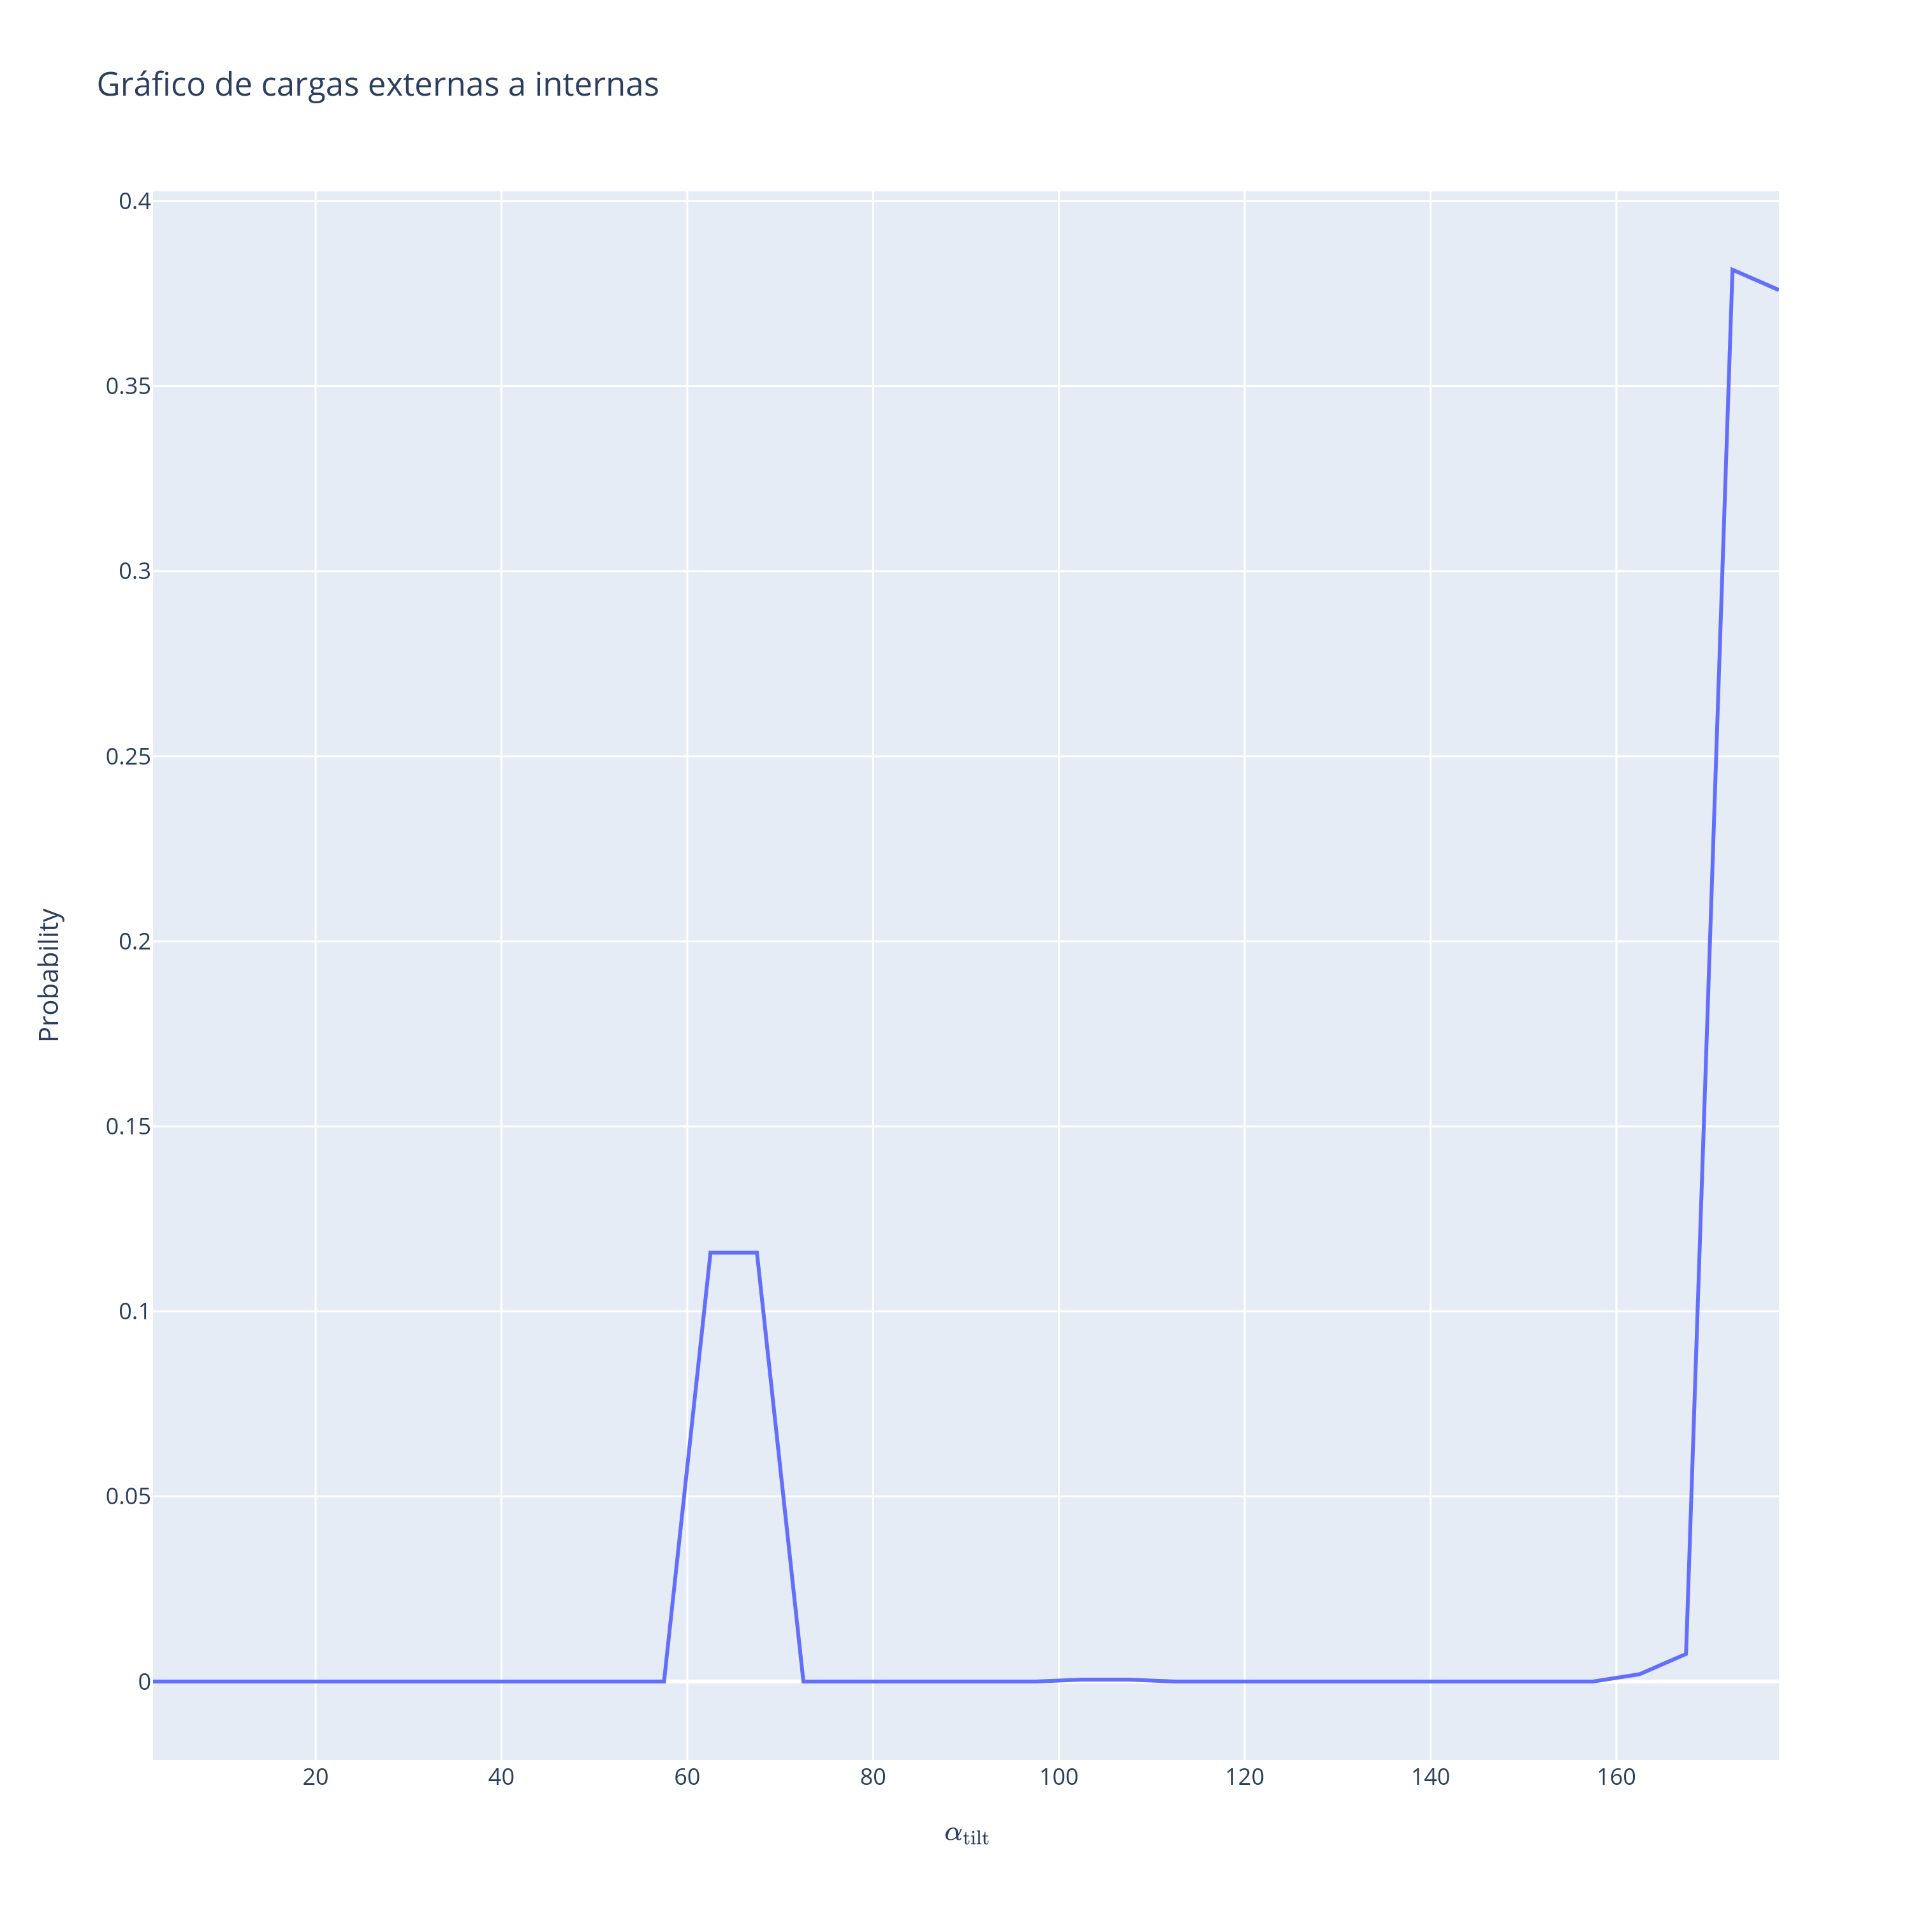 Gráfico de cargas externas a internas
0.4
0.35
0.3
0.25
0.2
0.15
0.1
0.05
0
Probability
20 40 60 80 100 120 140 160
α_tilt